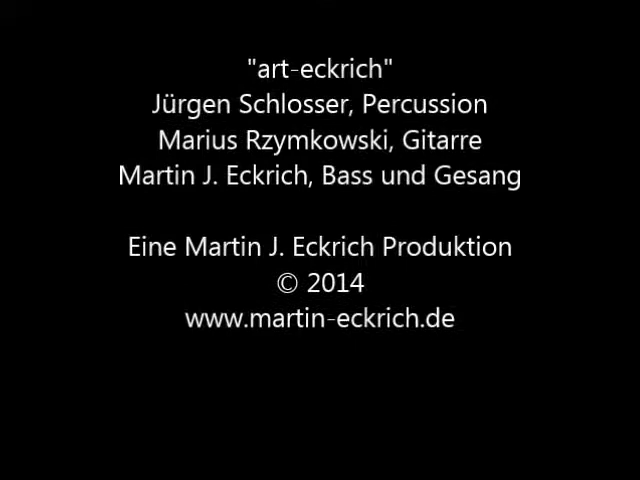 "art-eckrich"
Jürgen Schlosser, Percussion
Marius Rzymkowski, Gitarre
Martin J. Eckrich, Bass und Gesang
Eine Martin J. Eckrich Produktion
© 2014
www.martin-eckrich.de